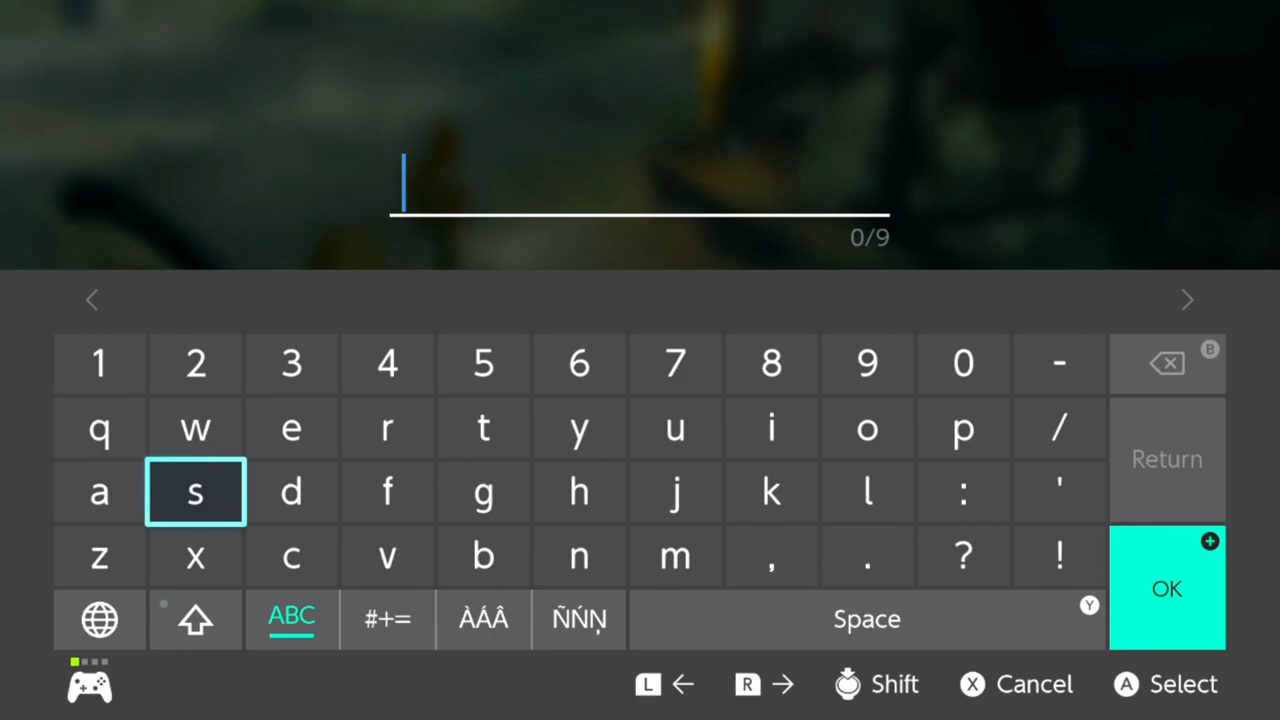 0/9
1 2 3 4 5 6 7 8 9 0 -
q w e r t y u i o p /
a s d f g h j k l : '
z x c v b n m , . ? !
B
Return
+
OK
ABC #+= ÀÁÂ ÑŃŅ Space Y
L ← R → Shift X Cancel A Select